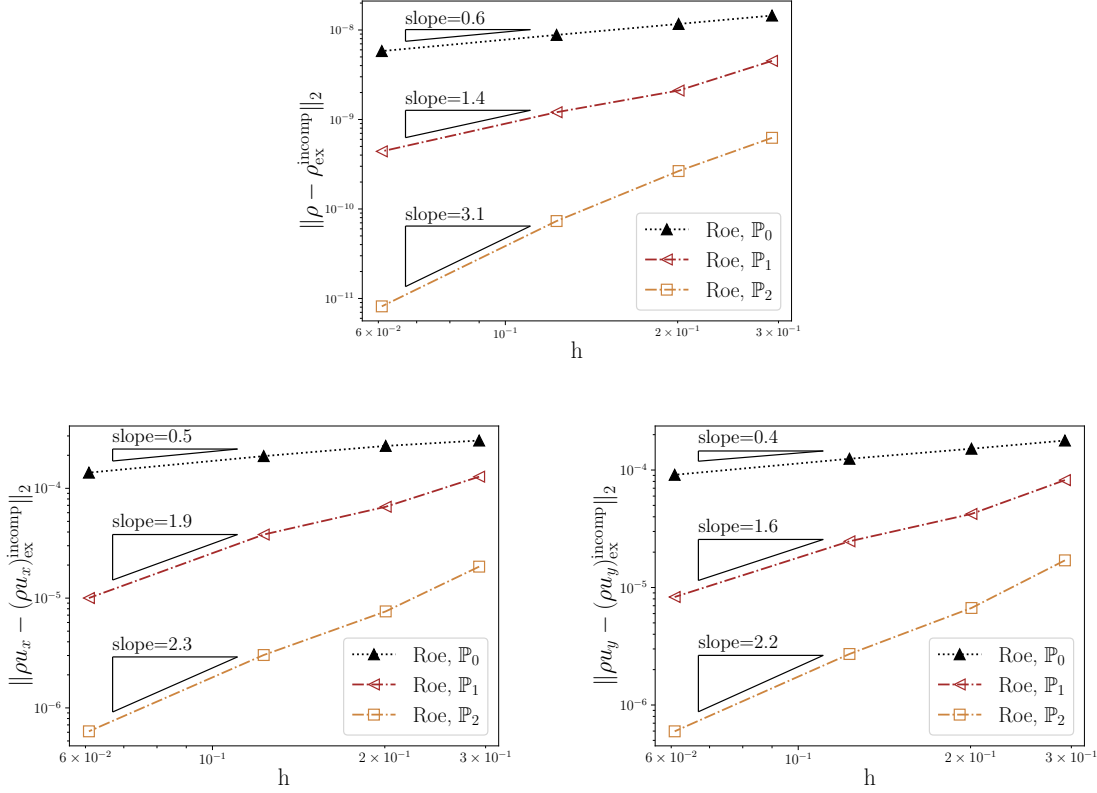 slope=0.6
slope=1.4
slope=3.1
10⁻⁸
10⁻⁹
10⁻¹⁰
10⁻¹¹
||ρ − ρ_ex^incomp||₂
Roe, ℙ₀
Roe, ℙ₁
Roe, ℙ₂
6 × 10⁻² 10⁻¹ 2 × 10⁻¹ 3 × 10⁻¹
h
slope=0.5
slope=1.9
slope=2.3
10⁻⁴
10⁻⁵
10⁻⁶
||ρu_x − (ρu_x)_ex^incomp||₂
Roe, ℙ₀
Roe, ℙ₁
Roe, ℙ₂
6 × 10⁻² 10⁻¹ 2 × 10⁻¹ 3 × 10⁻¹
h
slope=0.4
slope=1.6
slope=2.2
10⁻⁴
10⁻⁵
10⁻⁶
||ρu_y − (ρu_y)_ex^incomp||₂
Roe, ℙ₀
Roe, ℙ₁
Roe, ℙ₂
6 × 10⁻² 10⁻¹ 2 × 10⁻¹ 3 × 10⁻¹
h